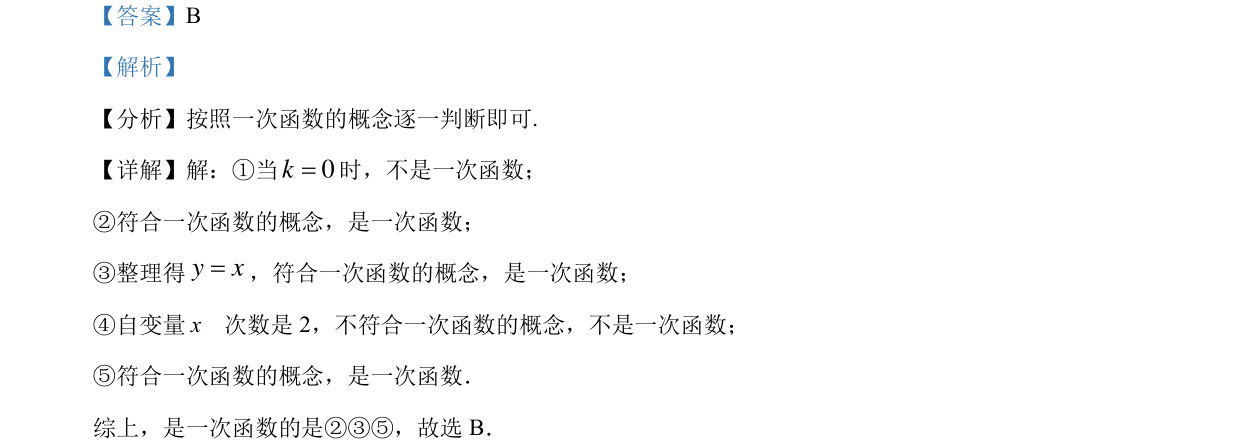 【答案】B
【解析】
【分析】按照一次函数的概念逐一判断即可.
【详解】解：①当k = 0时，不是一次函数；
②符合一次函数的概念，是一次函数；
③整理得 y = x，符合一次函数的概念，是一次函数；
④自变量 x 次数是 2，不符合一次函数的概念，不是一次函数；
⑤符合一次函数的概念，是一次函数．
综上，是一次函数的是②③⑤，故选 B．